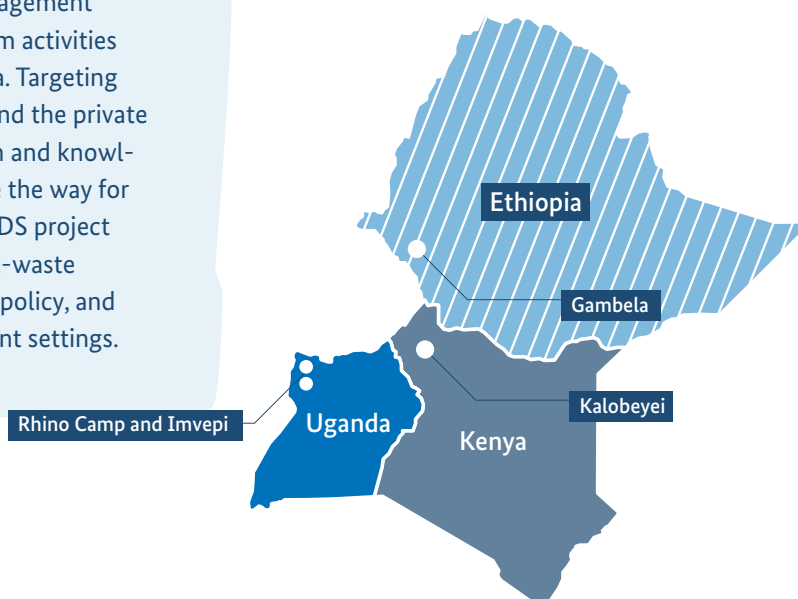 agement
m activities
a. Targeting
nd the private
n and knowl-
e the way for
DS project
-waste
policy, and
nt settings.
Ethiopia
Gambela
Kalobeyei
Rhino Camp and Imvepi
Uganda
Kenya